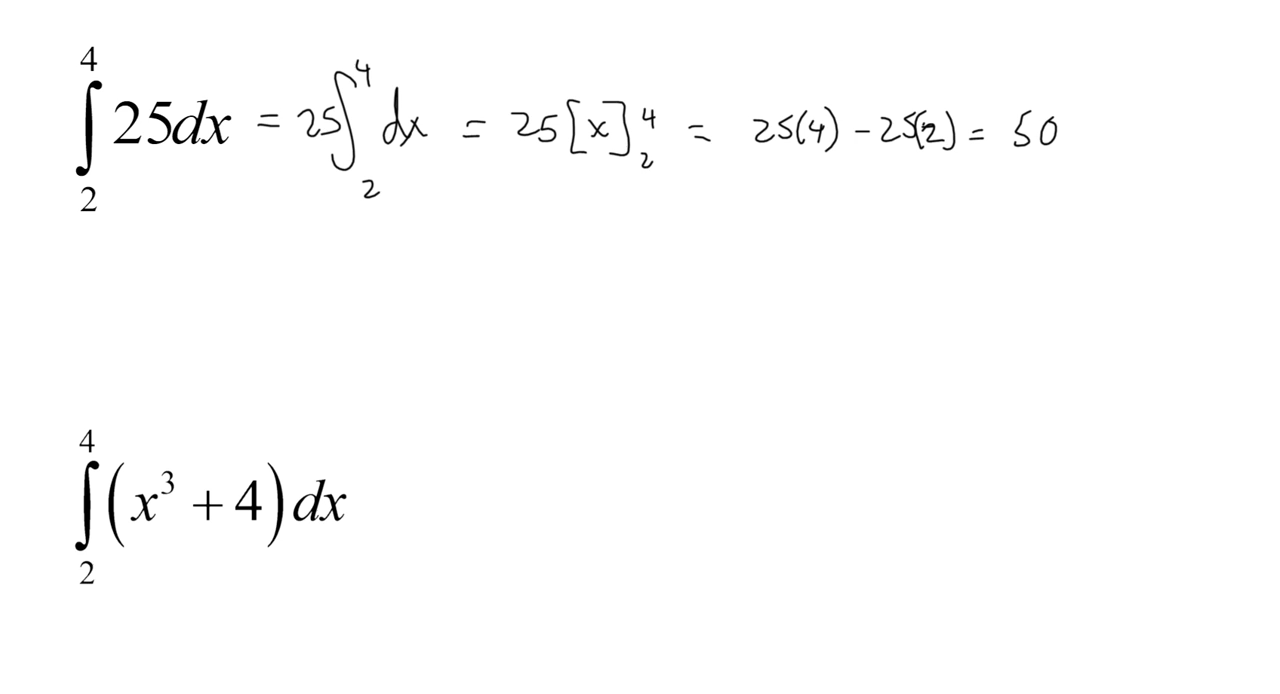 ∫₂⁴ 25dx = 25∫₂⁴ dx = 25[x]₂⁴ = 25(4) - 25(2) = 50
∫₂⁴ (x³ + 4) dx